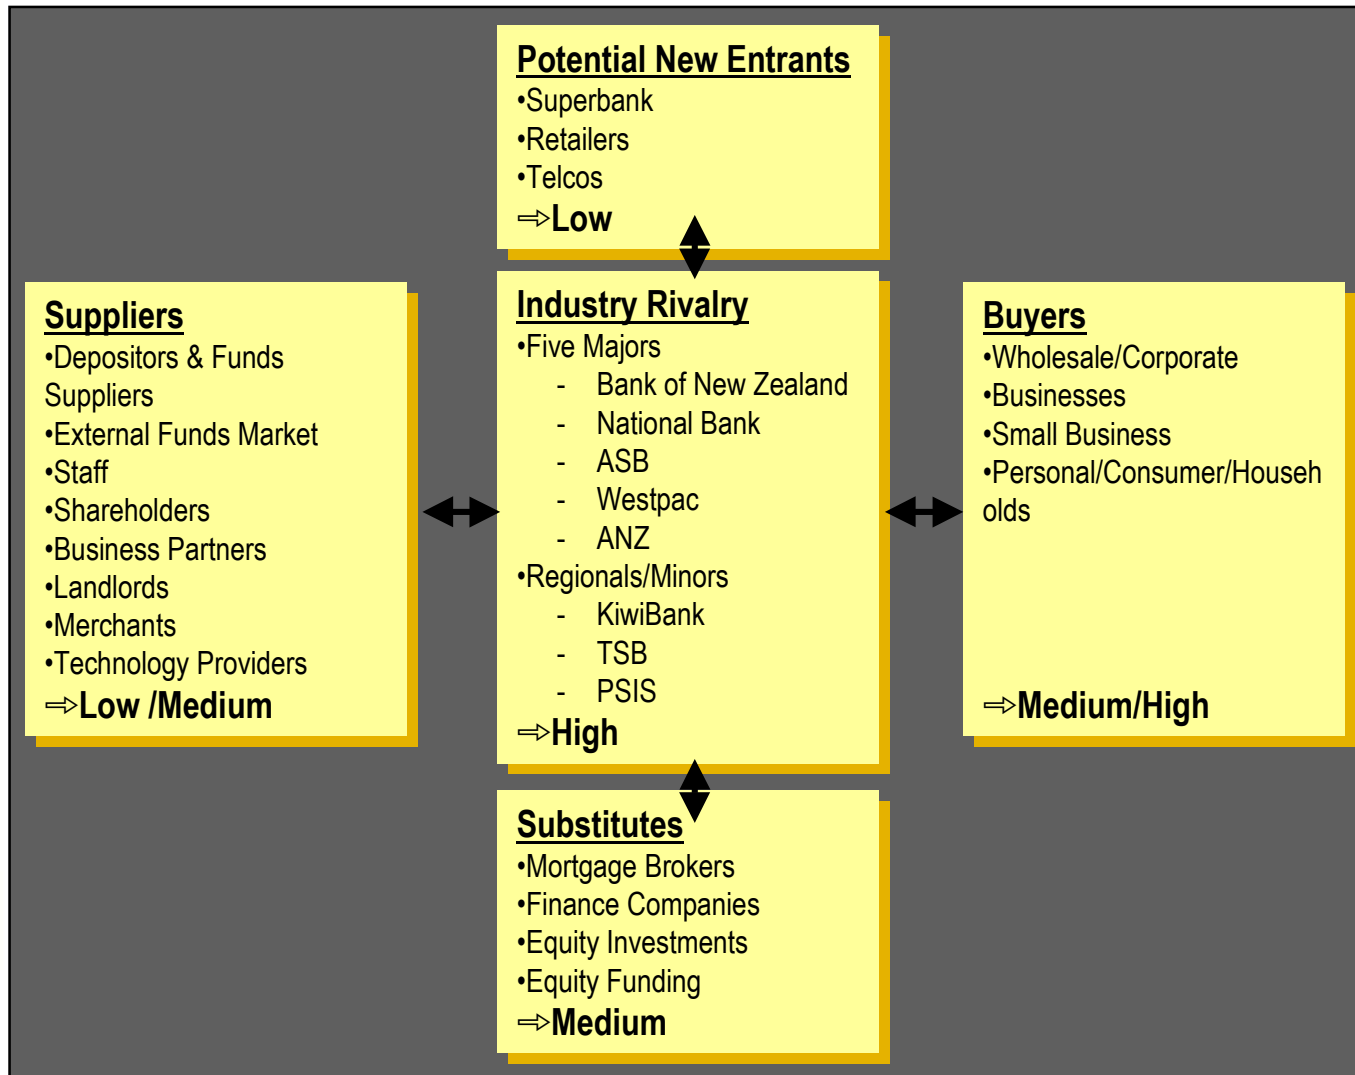 Potential New Entrants
•Superbank
•Retailers
•Telcos
⇨Low
Suppliers
•Depositors & Funds
Suppliers
•External Funds Market
•Staff
•Shareholders
•Business Partners
•Landlords
•Merchants
•Technology Providers
⇨Low /Medium
Industry Rivalry
•Five Majors
- Bank of New Zealand
- National Bank
- ASB
- Westpac
- ANZ
•Regionals/Minors
- KiwiBank
- TSB
- PSIS
⇨High
Buyers
•Wholesale/Corporate
•Businesses
•Small Business
•Personal/Consumer/Househ
olds
⇨Medium/High
Substitutes
•Mortgage Brokers
•Finance Companies
•Equity Investments
•Equity Funding
⇨Medium